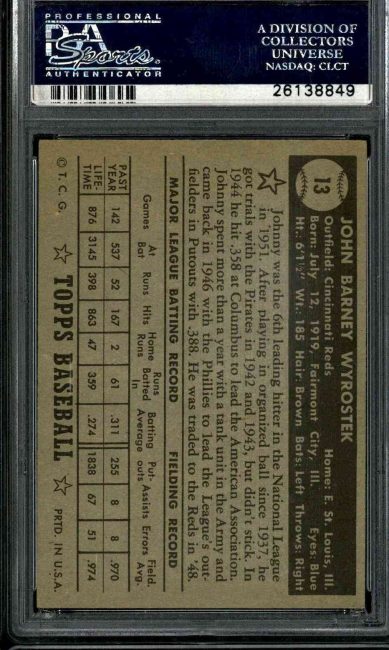 PROFESSIONAL
PSA
Sports
AUTHENTICATOR
A DIVISION OF
COLLECTORS
UNIVERSE
NASDAQ: CLCT
26138849
13
JOHN BARNEY WYROSTEK
Outfield: Cincinnati Reds Home: E. St. Louis, Ill.
Born: July 12, 1919, Fairmont City, Ill. Eyes: Blue
Ht.: 6'1½" Wt.: 185 Hair: Brown Bats: Left Throws: Right
Johnny was the 6th leading hitter in the National League
in 1951. After playing in organized ball since 1937, he
got trials with the Pirates in 1942 and 1943, but didn't stick. In
1944 he hit .358 at Columbus to lead the American Association.
Johnny spent more than a year with a tank unit in the Army and
came back in 1946 with the Phillies to lead the League's out-
fielders in Putouts with .388. He was traded to the Reds in '48.
MAJOR LEAGUE BATTING RECORD FIELDING RECORD
Games At Bat Runs Hits Home Runs Runs Batted In Batting Average Put-outs Assists Errors Field. Avg.
PAST YEAR 142 537 52 167 2 61 .311 255 8 8 .970
LIFE-TIME 876 3145 398 863 47 359 .274 1838 67 51 .974
© T. C. G. TOPPS BASEBALL PRTD. IN U.S.A.